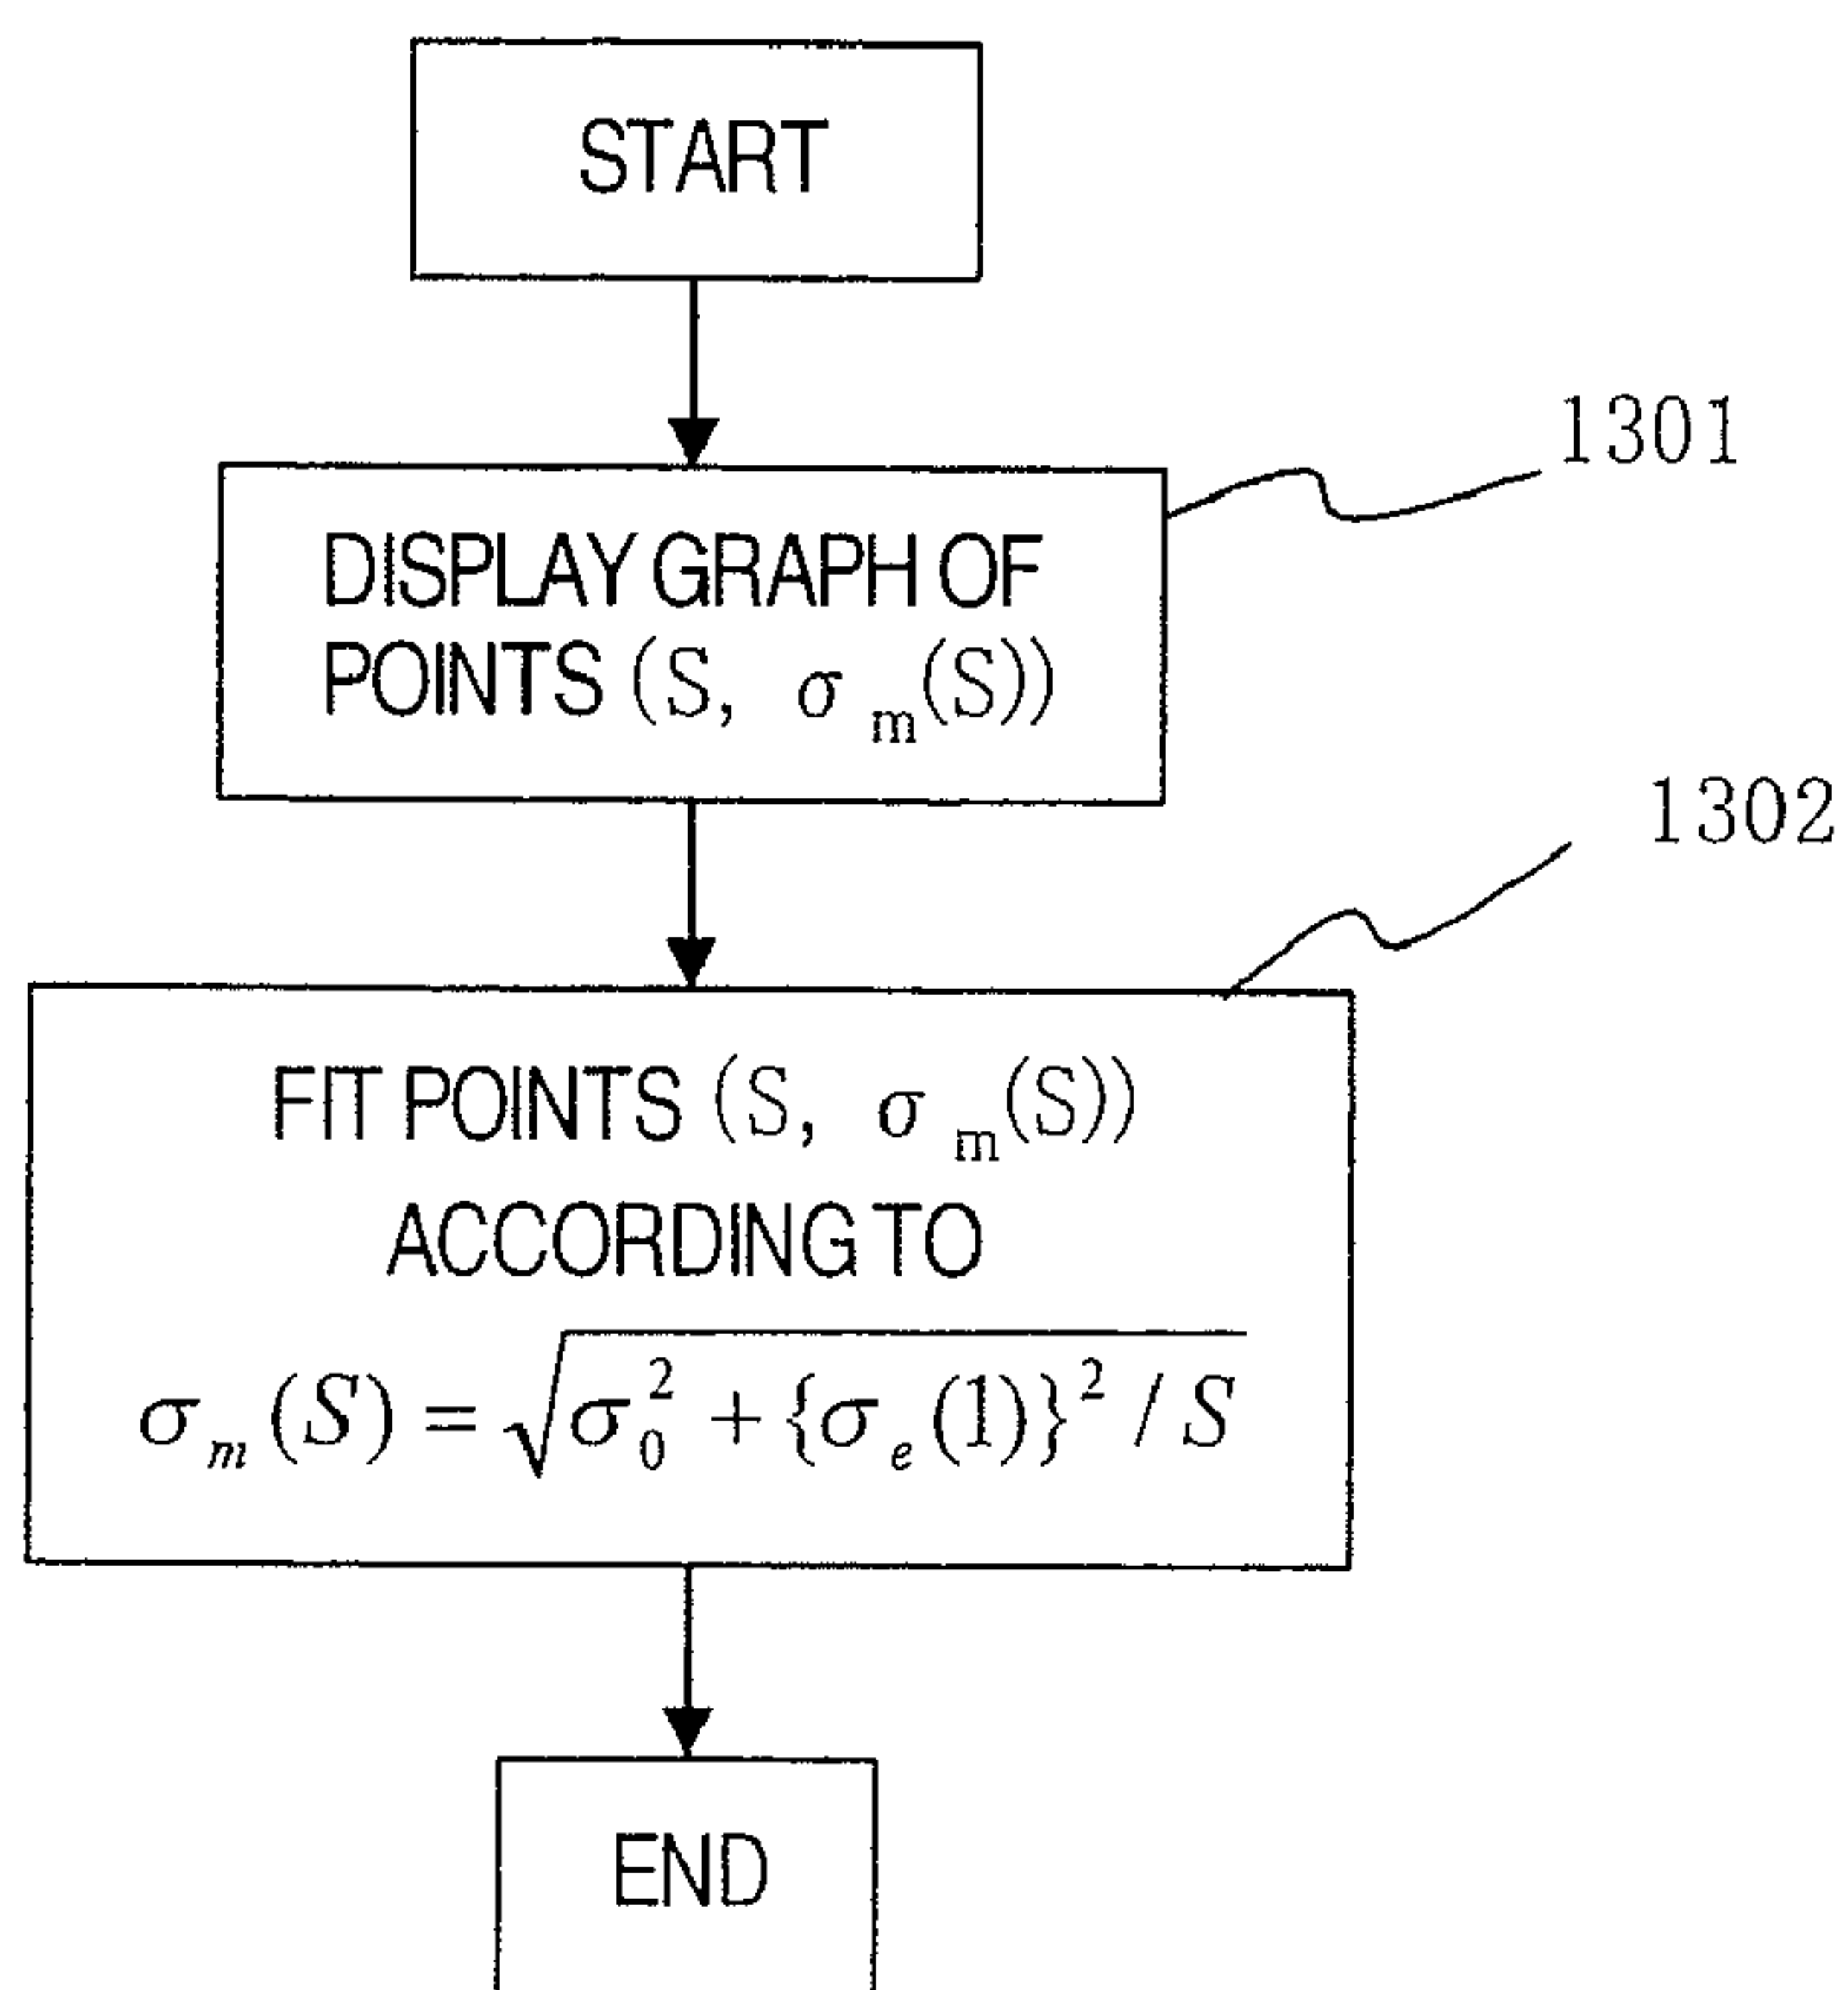 START
1301
DISPLAY GRAPH OF
POINTS (S, σm(S))
1302
FIT POINTS (S, σm(S))
ACCORDING TO
σm(S) = √σ0² + {σe(1)}² / S
END